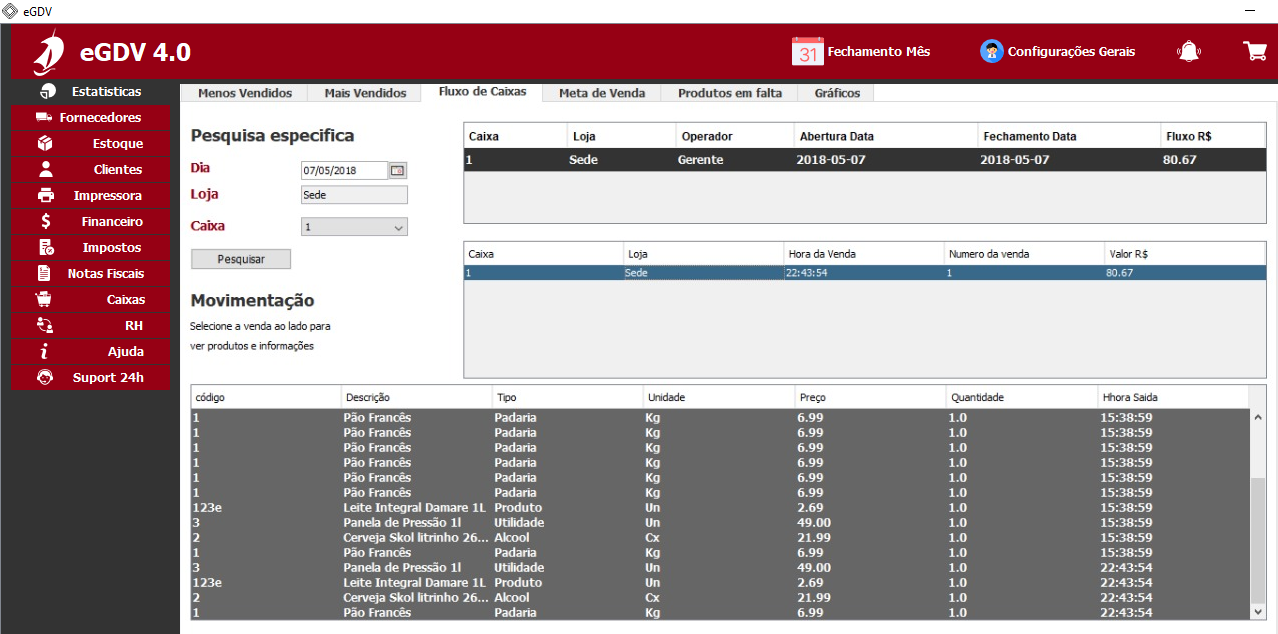 eGDV
eGDV 4.0
31 Fechamento Mês
Configurações Gerais
Estatisticas
Fornecedores
Estoque
Clientes
Impressora
Financeiro
Impostos
Notas Fiscais
Caixas
RH
Ajuda
Suport 24h
Menos Vendidos Mais Vendidos Fluxo de Caixas Meta de Venda Produtos em falta Gráficos
Pesquisa especifica
Dia 07/05/2018
Loja Sede
Caixa 1
Pesquisar
Movimentação
Selecione a venda ao lado para
ver produtos e informações
Caixa Loja Operador Abertura Data Fechamento Data Fluxo R$
1 Sede Gerente 2018-05-07 2018-05-07 80.67
Caixa Loja Hora da Venda Numero da venda Valor R$
1 Sede 22:43:54 1 80.67
código Descrição Tipo Unidade Preço Quantidade Hhora Saida
1 Pão Francês Padaria Kg 6.99 1.0 15:38:59
1 Pão Francês Padaria Kg 6.99 1.0 15:38:59
1 Pão Francês Padaria Kg 6.99 1.0 15:38:59
1 Pão Francês Padaria Kg 6.99 1.0 15:38:59
1 Pão Francês Padaria Kg 6.99 1.0 15:38:59
1 Pão Francês Padaria Kg 6.99 1.0 15:38:59
123e Leite Integral Damare 1L Produto Un 2.69 1.0 15:38:59
3 Panela de Pressão 1l Utilidade Un 49.00 1.0 15:38:59
2 Cerveja Skol litrinho 26... Alcool Cx 21.99 1.0 15:38:59
1 Pão Francês Padaria Kg 6.99 1.0 15:38:59
3 Panela de Pressão 1l Utilidade Un 49.00 1.0 22:43:54
123e Leite Integral Damare 1L Produto Un 2.69 1.0 22:43:54
2 Cerveja Skol litrinho 26... Alcool Cx 21.99 1.0 22:43:54
1 Pão Francês Padaria Kg 6.99 1.0 22:43:54